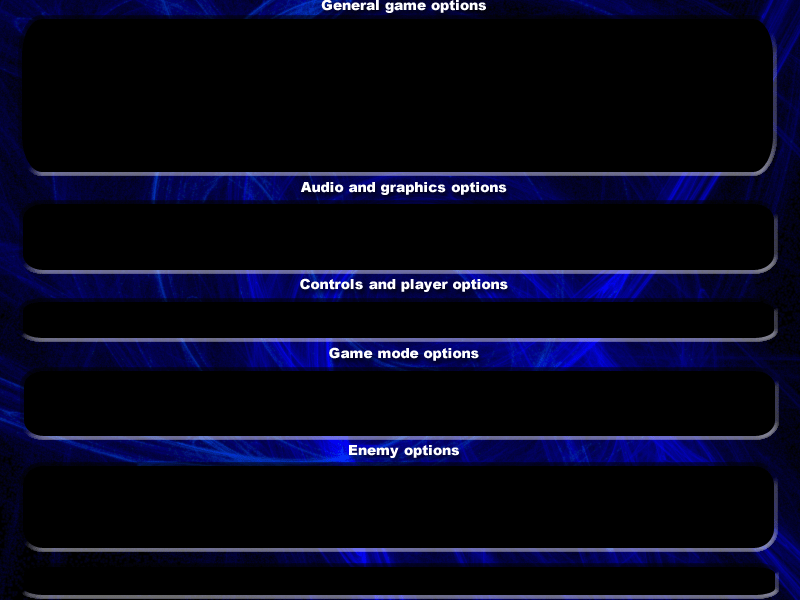 General game options
Audio and graphics options
Controls and player options
Game mode options
Enemy options